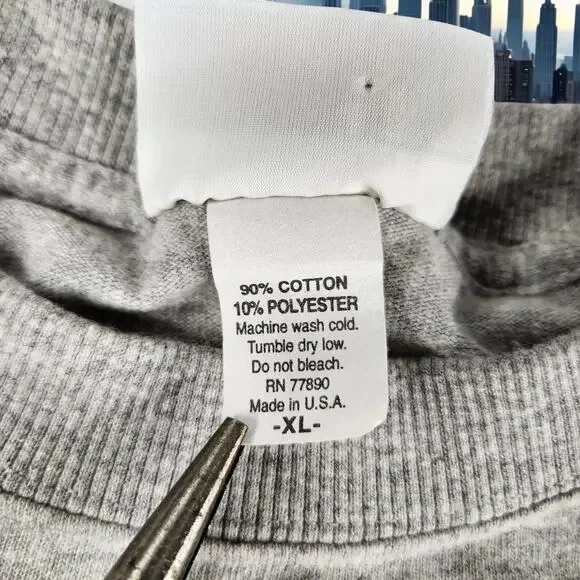 90% COTTON
10% POLYESTER
Machine wash cold.
Tumble dry low.
Do not bleach.
RN 77890
Made in U.S.A.
-XL-